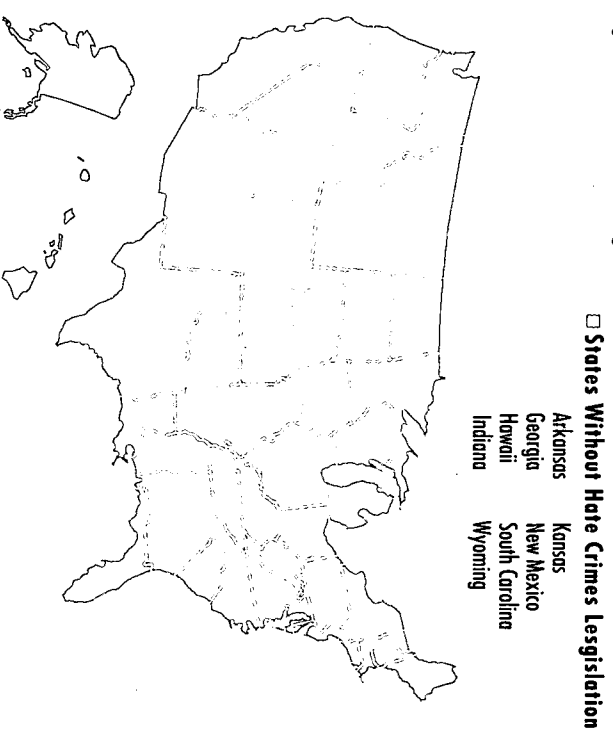 ☐ States Without Hate Crimes Lesgislation
Arkansas Kansas
Georgia New Mexico
Hawaii South Carolina
Indiana Wyoming